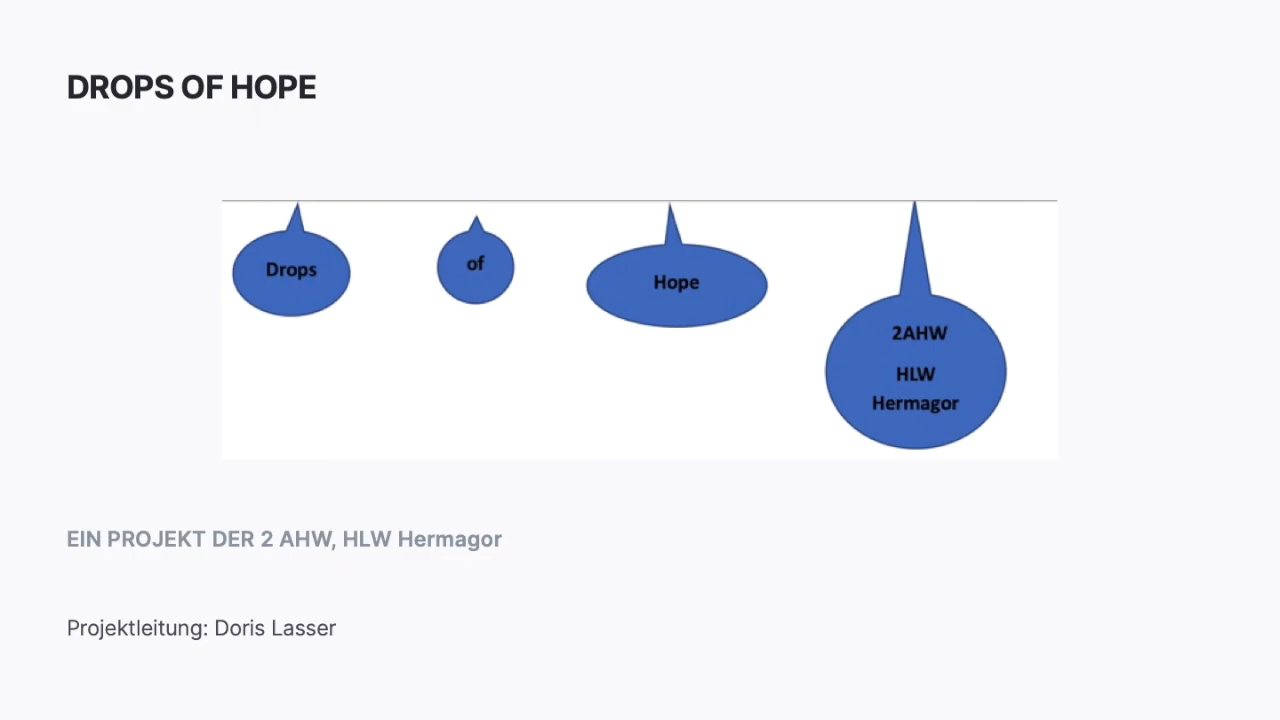 DROPS OF HOPE
Drops
of
Hope
2AHW
HLW
Hermagor
EIN PROJEKT DER 2 AHW, HLW Hermagor
Projektleitung: Doris Lasser